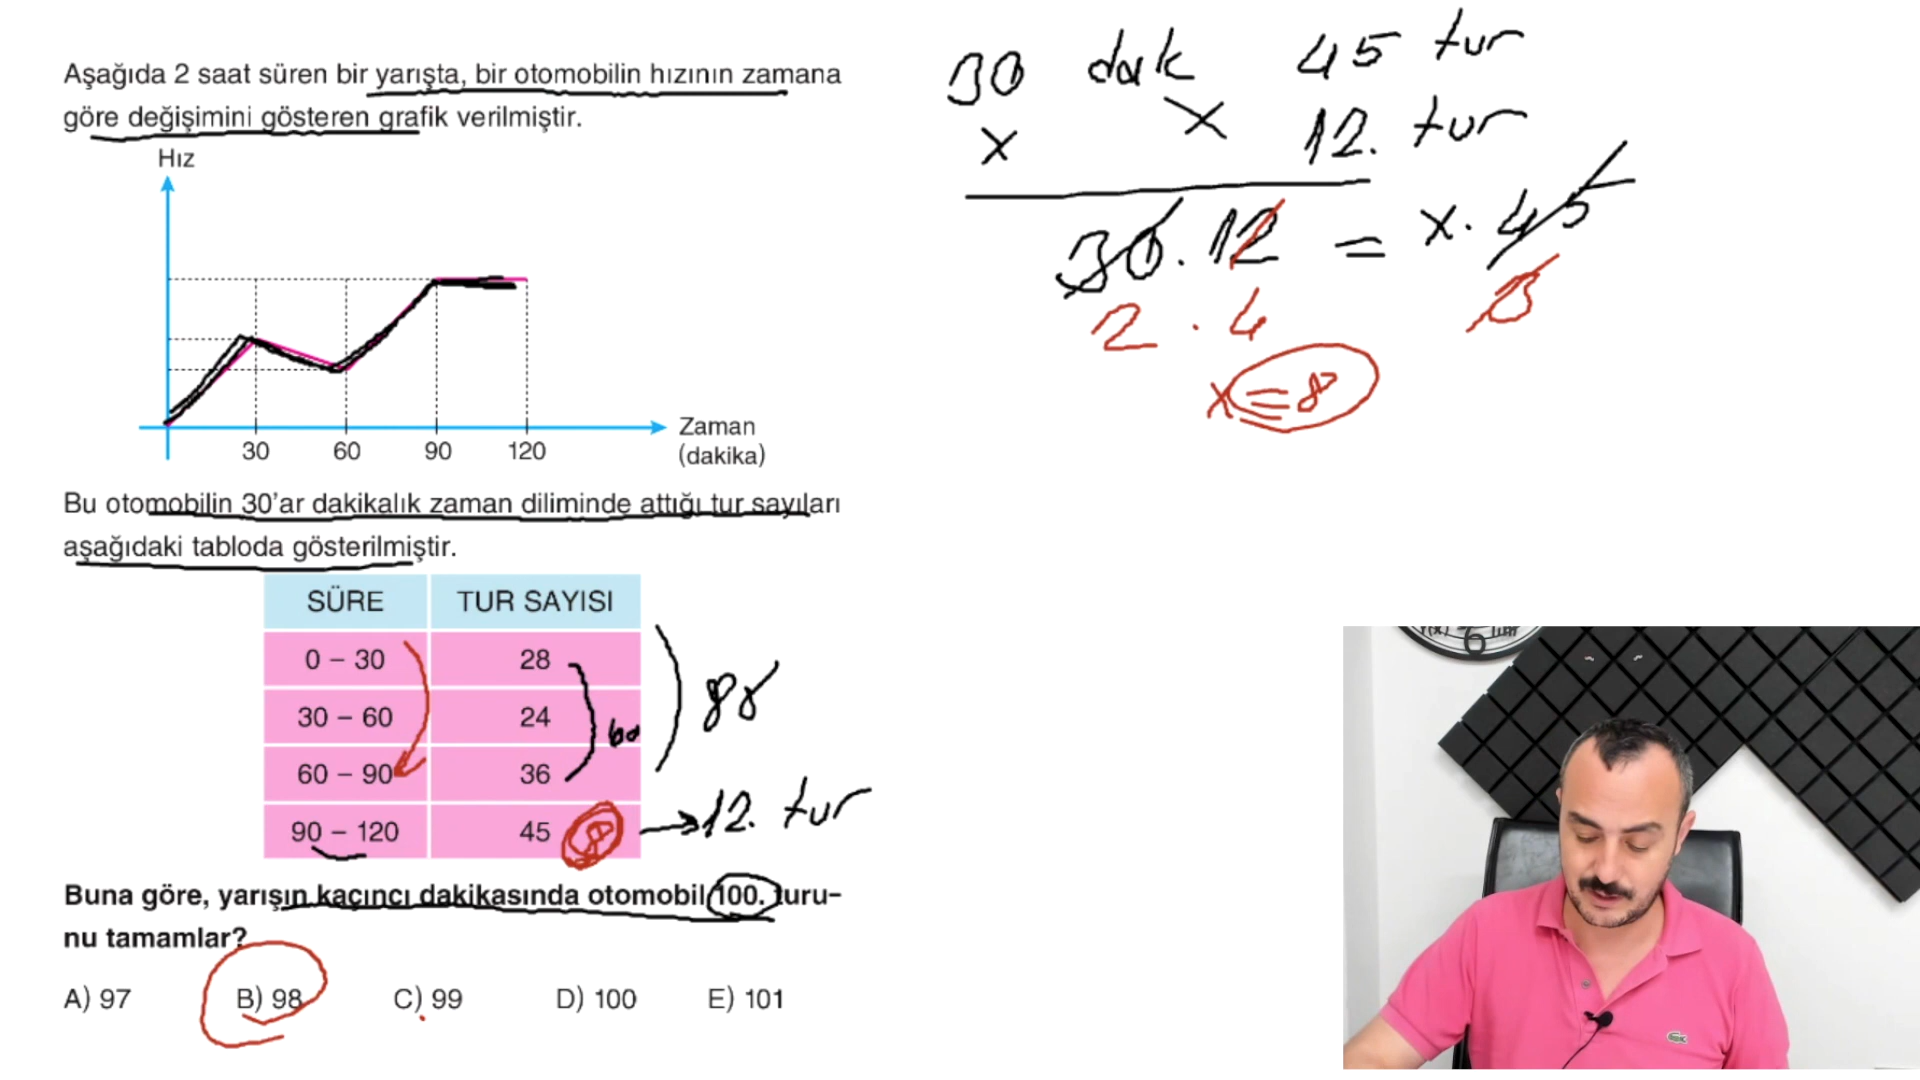 Aşağıda 2 saat süren bir yarışta, bir otomobilin hızının zamana
göre değişimini gösteren grafik verilmiştir.
Hız
Zaman
(dakika)
30 60 90 120
Bu otomobilin 30'ar dakikalık zaman diliminde attığı tur sayıları
aşağıdaki tabloda gösterilmiştir.
SÜRE TUR SAYISI
0 – 30 28
30 – 60 24
60 – 90 36
90 – 120 45
60
88
12. tur
Buna göre, yarışın kaçıncı dakikasında otomobil 100. turu-
nu tamamlar?
A) 97 B) 98 C) 99 D) 100 E) 101
30 dak 45 tur
x 12. tur
30.12 = x.45
2.4 3
x = 8